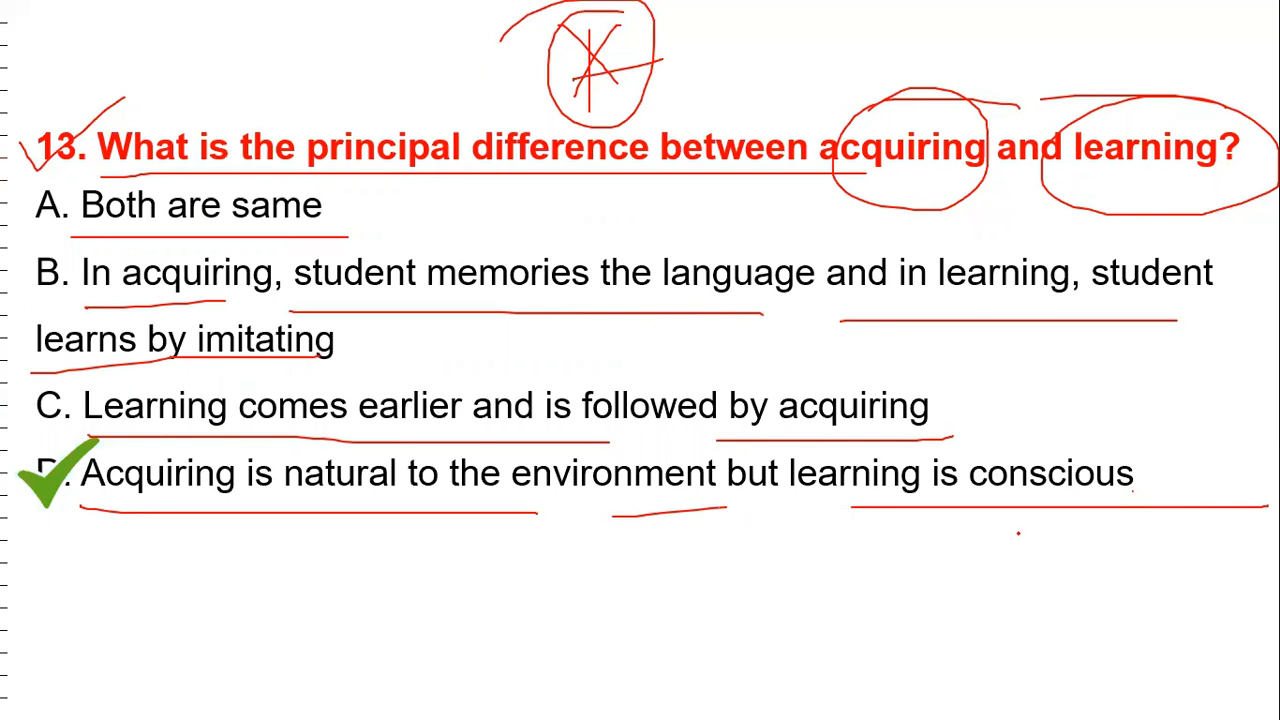 13. What is the principal difference between acquiring and learning?
A. Both are same
B. In acquiring, student memories the language and in learning, student
learns by imitating
C. Learning comes earlier and is followed by acquiring
D. Acquiring is natural to the environment but learning is conscious